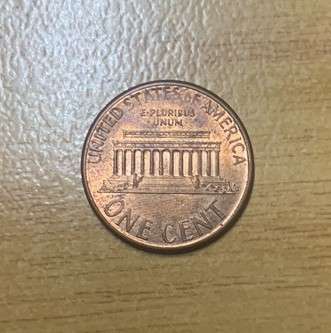 UNITED STATES OF AMERICA
E·PLURIBUS
UNUM
ONE CENT